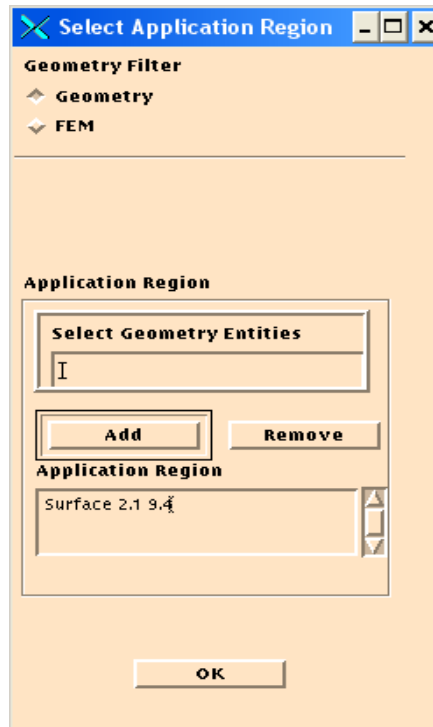 Select Application Region
Geometry Filter
Geometry
FEM
Application Region
Select Geometry Entities
Add Remove
Application Region
Surface 2.1 9.4
OK